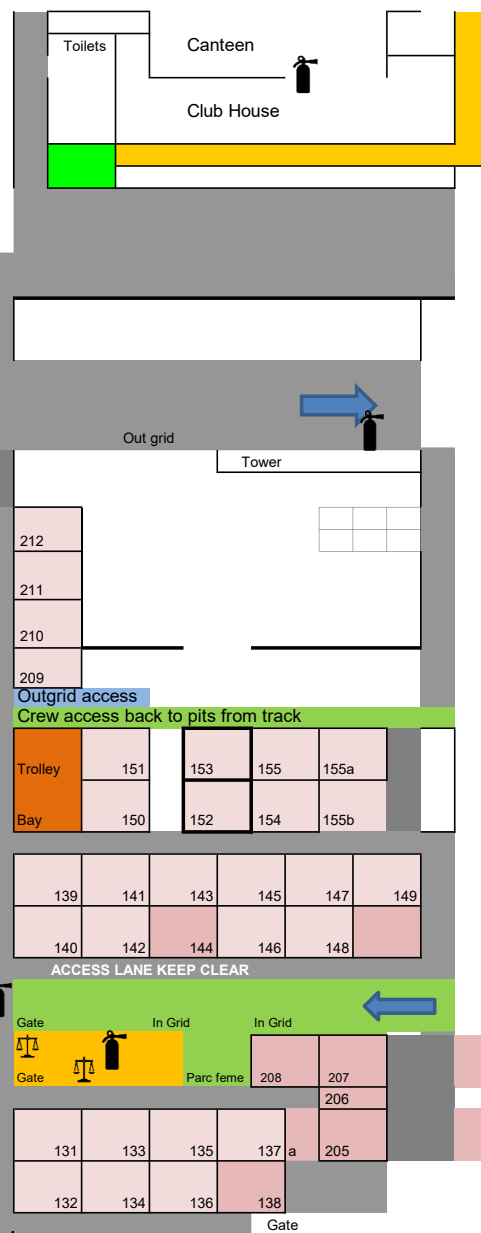 Toilets Canteen
Club House
Out grid
Tower
212
211
210
209
Outgrid access
Crew access back to pits from track
Trolley 151 153 155 155a
Bay 150 152 154 155b
139 141 143 145 147 149
140 142 144 146 148
ACCESS LANE KEEP CLEAR
Gate In Grid In Grid
Gate Parc feme 208 207
206
131 133 135 137 a 205
132 134 136 138
Gate